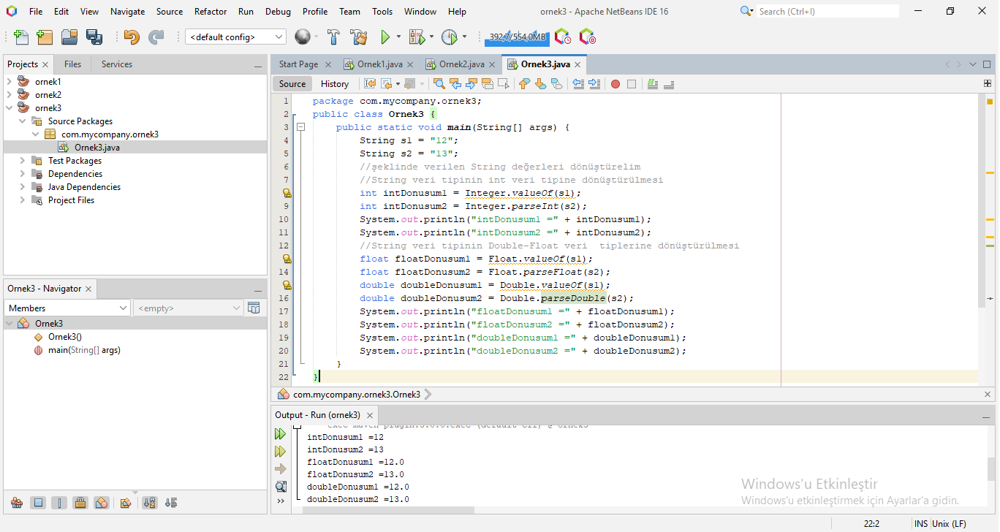 File Edit View Navigate Source Refactor Run Debug Profile Team Tools Window Help
ornek3 - Apache NetBeans IDE 16
Search (Ctrl+I)
<default config>
392,7/554,0MB
Projects
Files
Services
ornek1
ornek2
ornek3
Source Packages
com.mycompany.ornek3
Ornek3.java
Test Packages
Dependencies
Java Dependencies
Project Files
Ornek3 - Navigator
Members
<empty>
Ornek3
Ornek3()
main(String[] args)
Start Page
Ornek1.java
Ornek2.java
Ornek3.java
Source
History
1 package com.mycompany.ornek3;
2 public class Ornek3 {
3 public static void main(String[] args) {
4 String s1 = "12";
5 String s2 = "13";
6 //şeklinde verilen String değerleri dönüştürelim
7 //String veri tipinin int veri tipine dönüştürülmesi
int intDonusum1 = Integer.valueOf(s1);
9 int intDonusum2 = Integer.parseInt(s2);
10 System.out.println("intDonusum1 =" + intDonusum1);
11 System.out.println("intDonusum2 =" + intDonusum2);
12 //String veri tipinin Double-Float veri  tiplerine dönüştürülmesi
float floatDonusum1 = Float.valueOf(s1);
14 float floatDonusum2 = Float.parseFloat(s2);
double doubleDonusum1 = Double.valueOf(s1);
16 double doubleDonusum2 = Double.parseDouble(s2);
17 System.out.println("floatDonusum1 =" + floatDonusum1);
18 System.out.println("floatDonusum2 =" + floatDonusum2);
19 System.out.println("doubleDonusum1 =" + doubleDonusum1);
20 System.out.println("doubleDonusum2 =" + doubleDonusum2);
21 }
22 }
com.mycompany.ornek3.Ornek3
Output - Run (ornek3)
intDonusum1 =12
intDonusum2 =13
floatDonusum1 =12.0
floatDonusum2 =13.0
doubleDonusum1 =12.0
doubleDonusum2 =13.0
Windows'u Etkinleştir
Windows'u etkinleştirmek için Ayarlar'a gidin.
22:2
INS
Unix (LF)